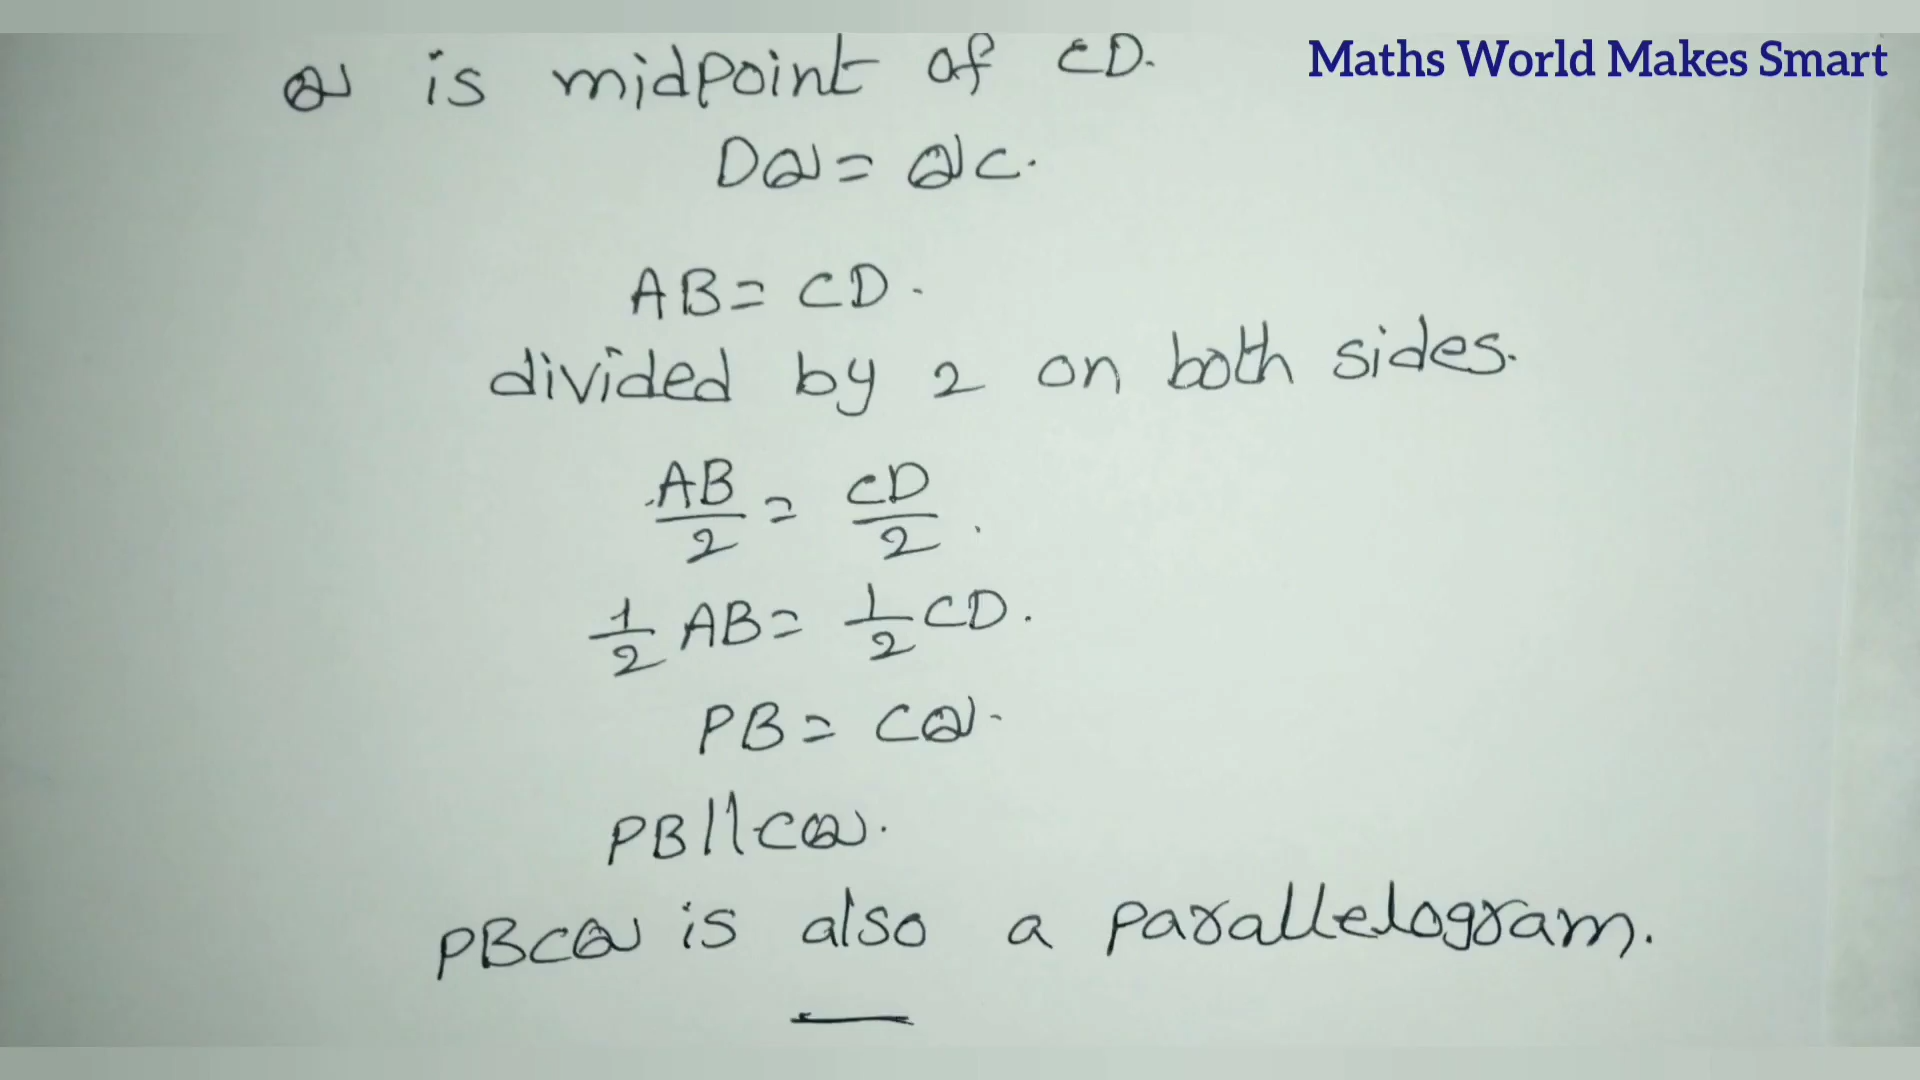 Maths World Makes Smart
Q is midpoint of CD.
DQ = QC.
AB = CD.
divided by 2 on both sides.
AB/2 = CD/2.
1/2 AB = 1/2 CD.
PB = CQ.
PB || CQ.
PBCQ is also a parallelogram.